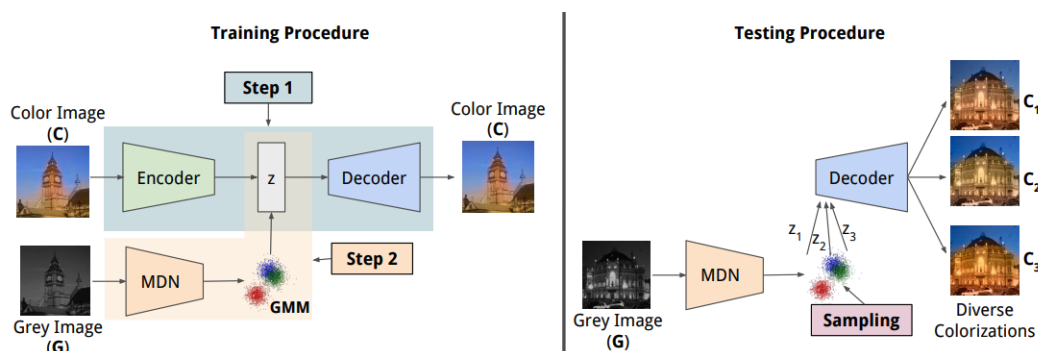 Training Procedure
Step 1
Color Image
(C)
Encoder
z
Decoder
Color Image
(C)
MDN
GMM
Step 2
Grey Image
(G)
Testing Procedure
Decoder
C1
C2
C3
z1
z2
z3
MDN
Sampling
Grey Image
(G)
Diverse
Colorizations